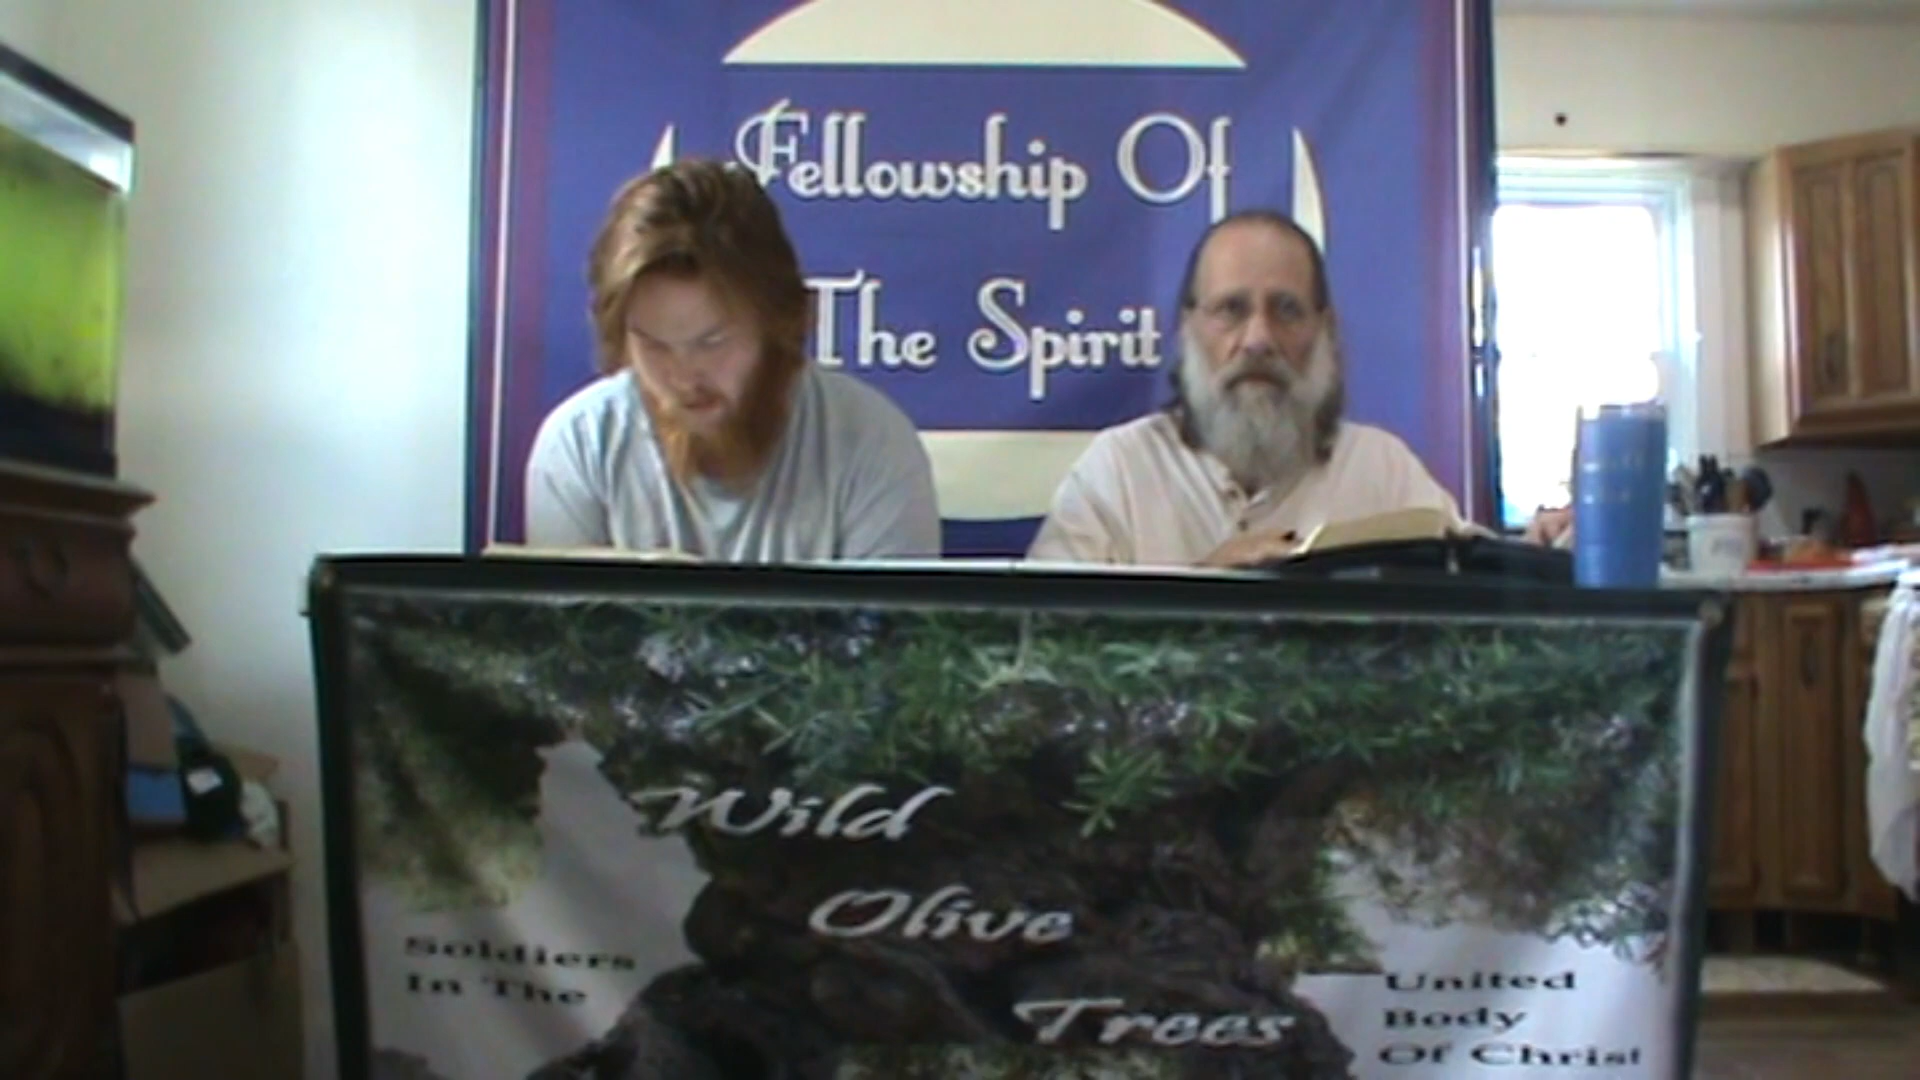 Fellowship Of
The Spirit
Wild
Olive
Trees
Soldiers
In The
United
Body
Of Christ